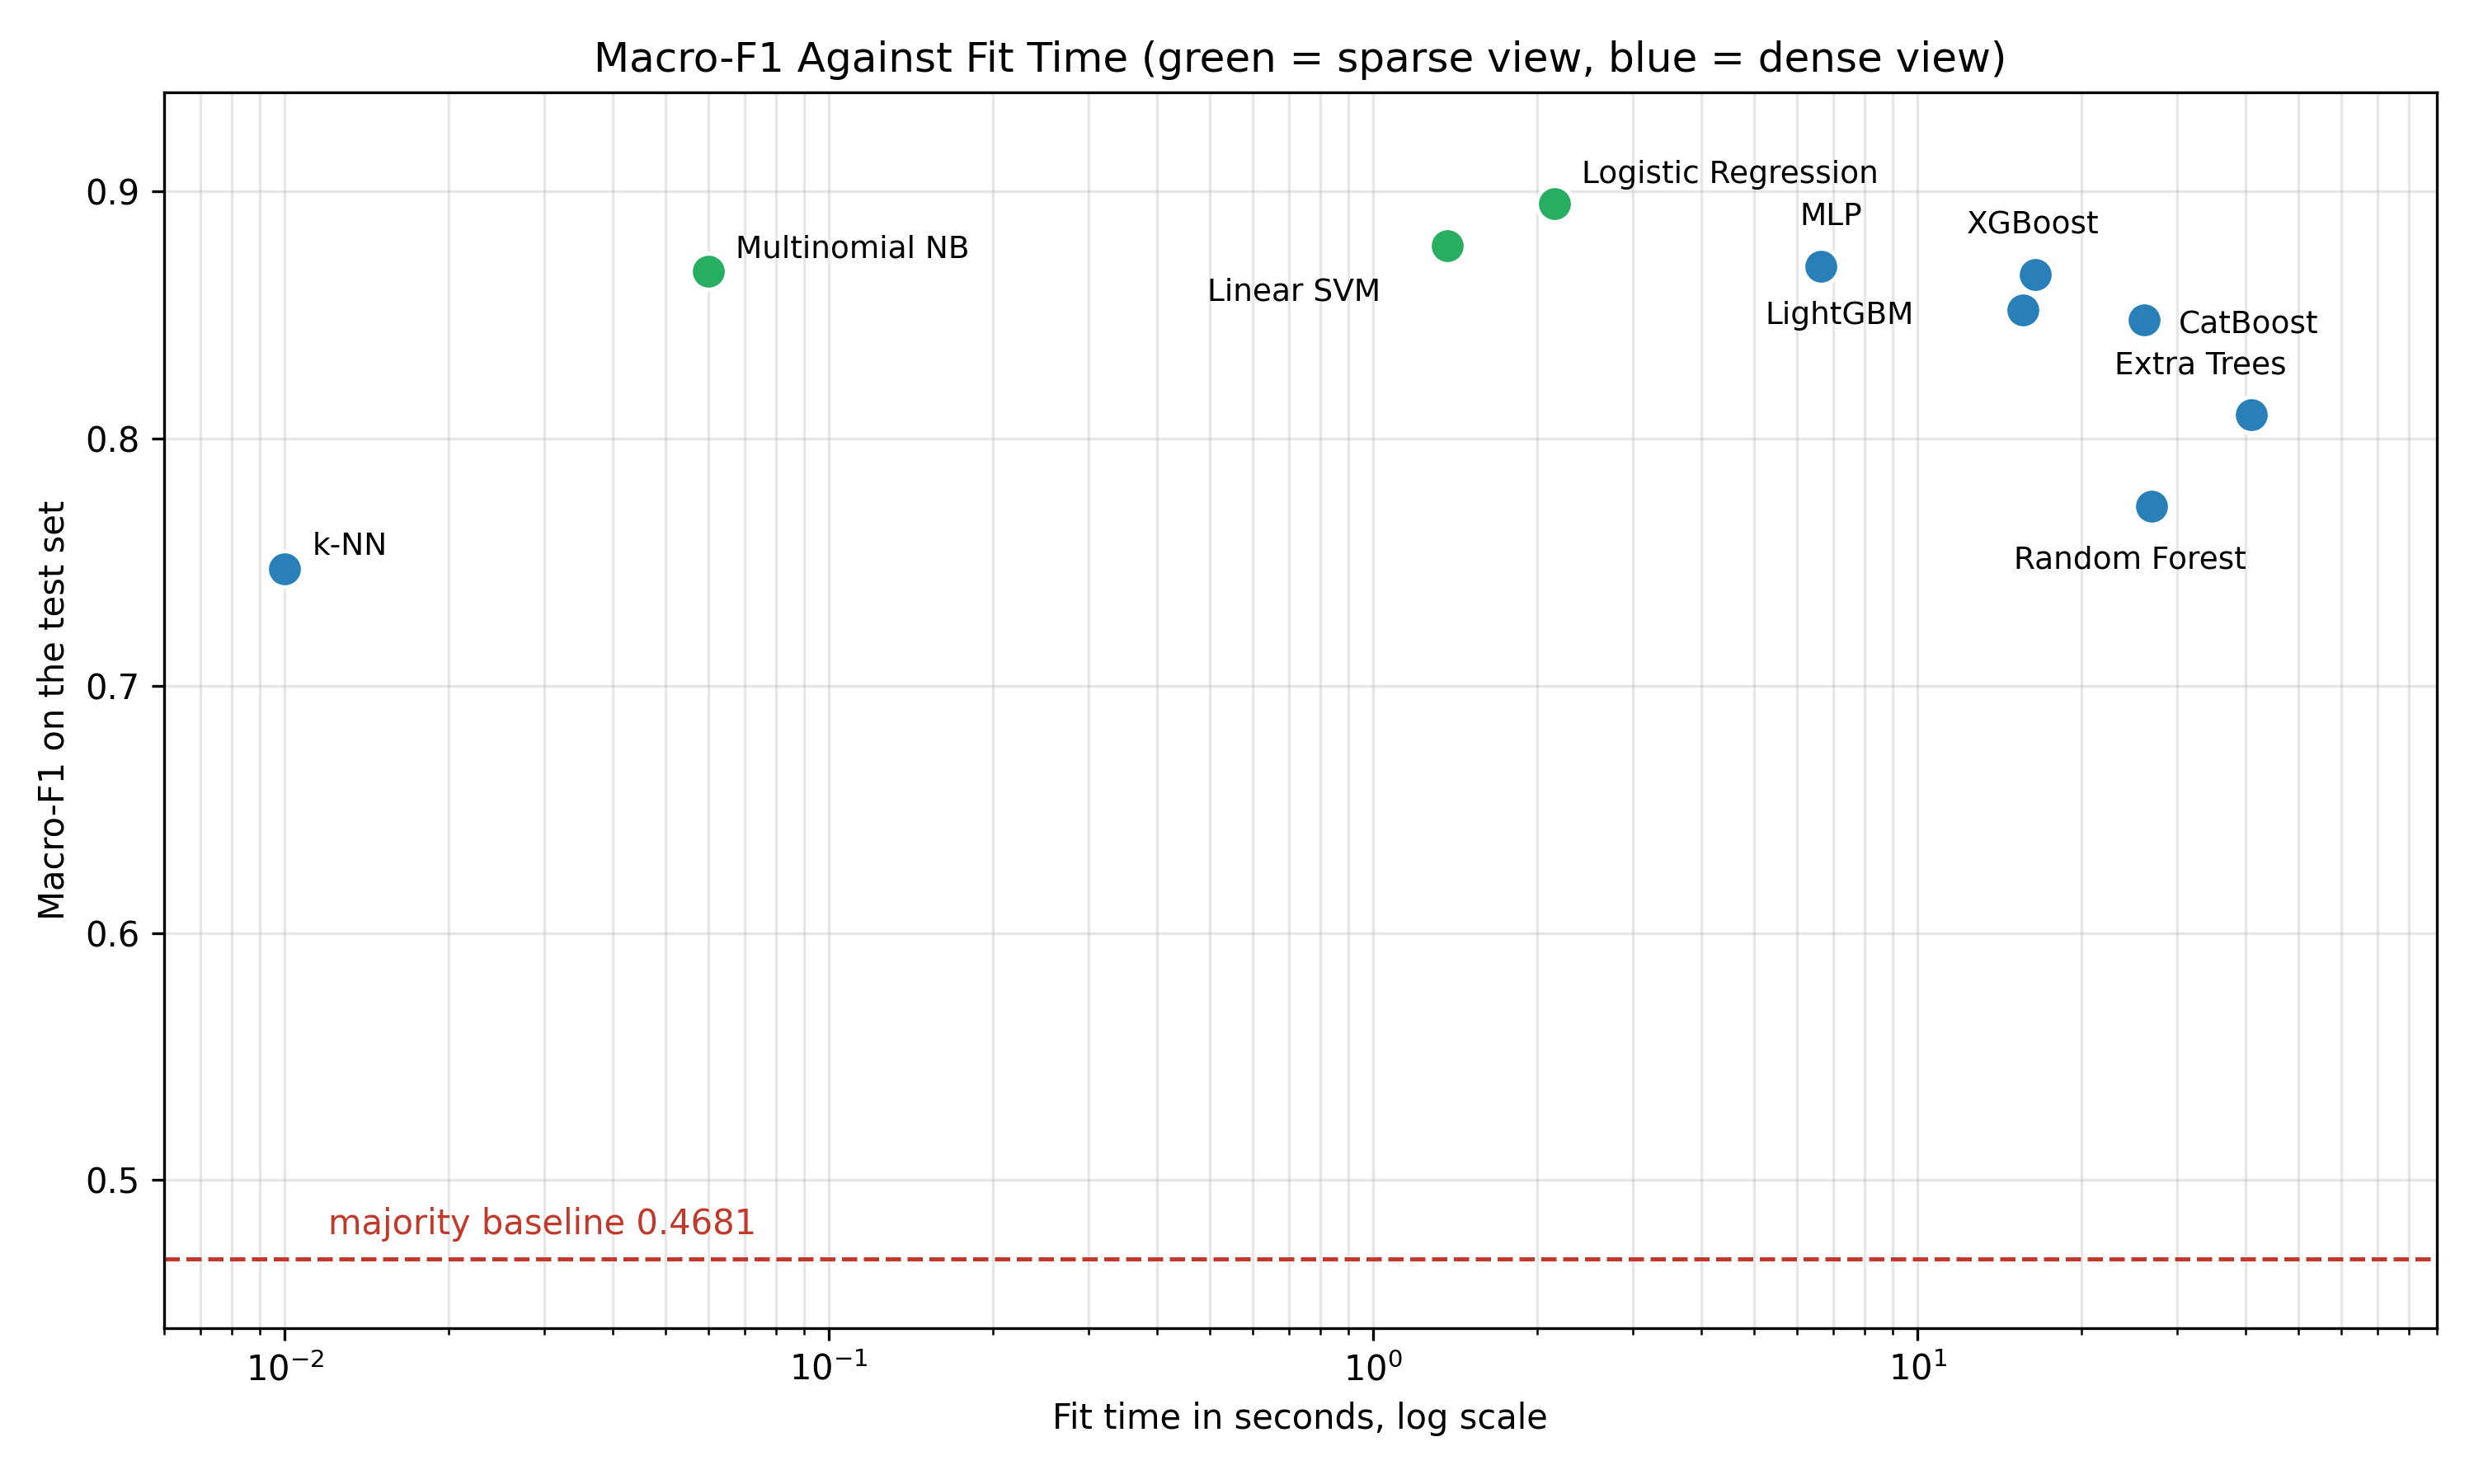 Macro-F1 Against Fit Time (green = sparse view, blue = dense view)
Macro-F1 on the test set
0.9
0.8
0.7
0.6
0.5
Logistic Regression
MLP
XGBoost
Multinomial NB
Linear SVM
LightGBM
CatBoost
Extra Trees
k-NN
Random Forest
majority baseline 0.4681
10⁻²
10⁻¹
10⁰
10¹
Fit time in seconds, log scale